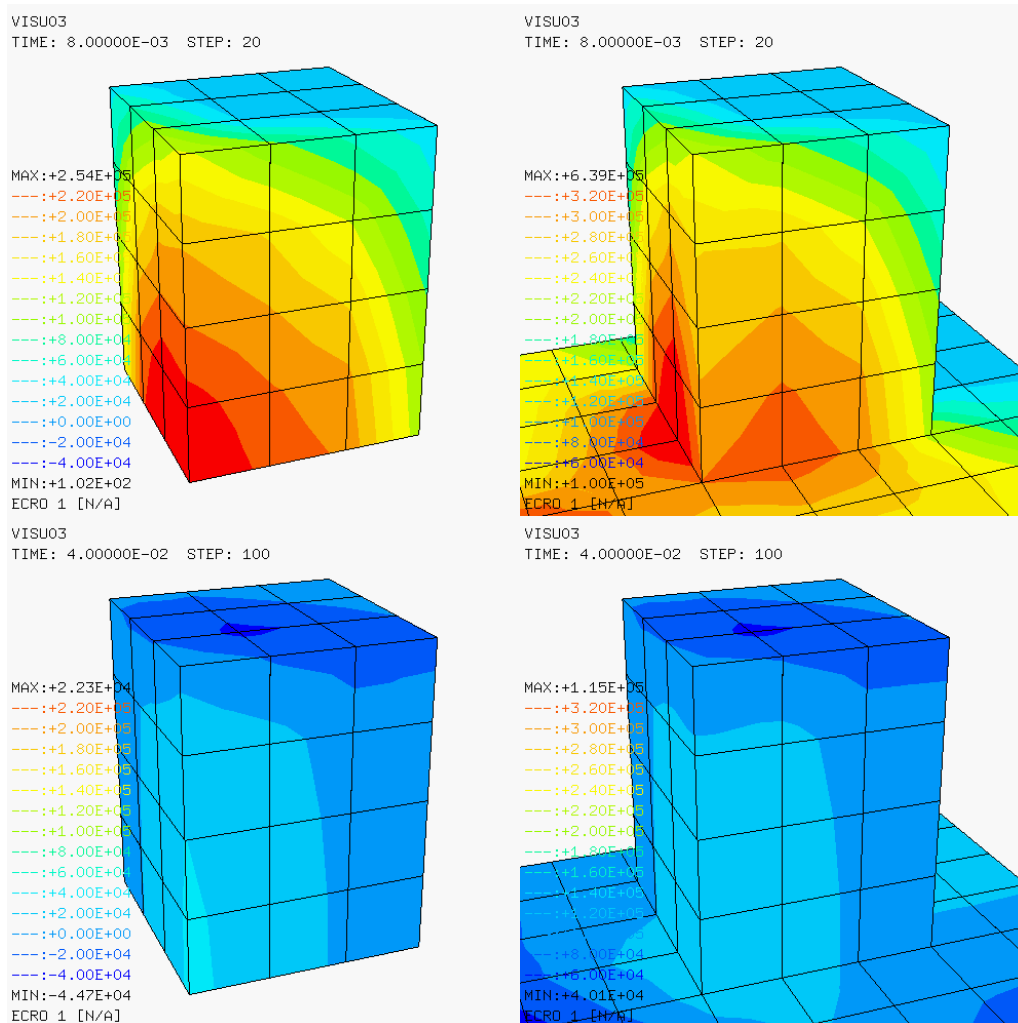 VISU03
TIME: 8.00000E-03 STEP: 20
MAX:+2.54E+05
---:+2.20E+05
---:+2.00E+05
---:+1.80E+05
---:+1.60E+05
---:+1.40E+05
---:+1.20E+05
---:+1.00E+05
---:+8.00E+04
---:+6.00E+04
---:+4.00E+04
---:+2.00E+04
---:+0.00E+00
---:-2.00E+04
---:-4.00E+04
MIN:+1.02E+02
ECRO 1 [N/A]
VISU03
TIME: 8.00000E-03 STEP: 20
MAX:+6.39E+05
---:+3.20E+05
---:+3.00E+05
---:+2.80E+05
---:+2.60E+05
---:+2.40E+05
---:+2.20E+05
---:+2.00E+05
---:+1.80E+05
---:+1.60E+05
---:+1.40E+05
---:+1.20E+05
---:+1.00E+05
---:+8.00E+04
---:+6.00E+04
MIN:+1.00E+05
ECRO 1 [N/A]
VISU03
TIME: 4.00000E-02 STEP: 100
MAX:+2.23E+04
---:+2.20E+05
---:+2.00E+05
---:+1.80E+05
---:+1.60E+05
---:+1.40E+05
---:+1.20E+05
---:+1.00E+05
---:+8.00E+04
---:+6.00E+04
---:+4.00E+04
---:+2.00E+04
---:+0.00E+00
---:-2.00E+04
---:-4.00E+04
MIN:-4.47E+04
ECRO 1 [N/A]
VISU03
TIME: 4.00000E-02 STEP: 100
MAX:+1.15E+05
---:+3.20E+05
---:+3.00E+05
---:+2.80E+05
---:+2.60E+05
---:+2.40E+05
---:+2.20E+05
---:+2.00E+05
---:+1.80E+05
---:+1.60E+05
---:+1.40E+05
---:+1.20E+05
---:+1.00E+05
---:+8.00E+04
---:+6.00E+04
MIN:+4.01E+04
ECRO 1 [N/A]